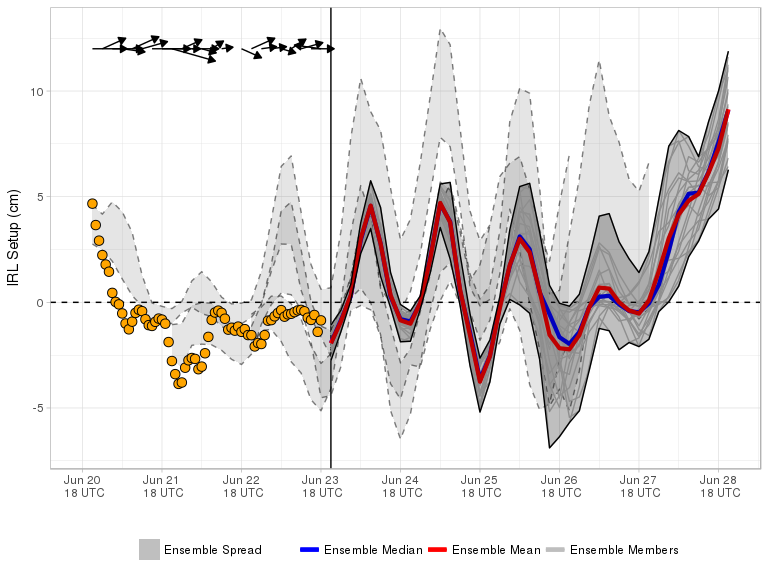 IRL Setup (cm)
10
5
0
-5
Jun 20 Jun 21 Jun 22 Jun 23 Jun 24 Jun 25 Jun 26 Jun 27 Jun 28
18 UTC 18 UTC 18 UTC 18 UTC 18 UTC 18 UTC 18 UTC 18 UTC 18 UTC
Ensemble Spread Ensemble Median Ensemble Mean Ensemble Members